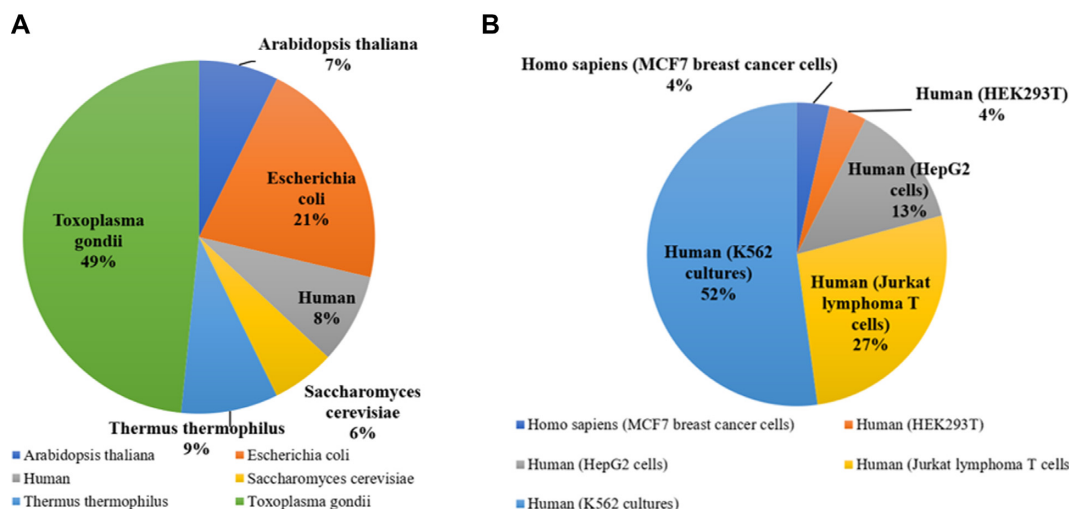 A
Arabidopsis thaliana
7%
Escherichia
coli
21%
Toxoplasma
gondii
49%
Human
8%
Saccharomyces
cerevisiae
6%
Thermus thermophilus
9%
Arabidopsis thaliana
Escherichia coli
Human
Saccharomyces cerevisiae
Thermus thermophilus
Toxoplasma gondii
B
Homo sapiens (MCF7 breast cancer cells)
4%
Human (HEK293T)
4%
Human (HepG2
cells)
13%
Human (K562
cultures)
52%
Human (Jurkat
lymphoma T
cells)
27%
Homo sapiens (MCF7 breast cancer cells)
Human (HEK293T)
Human (HepG2 cells)
Human (Jurkat lymphoma T cells
Human (K562 cultures)